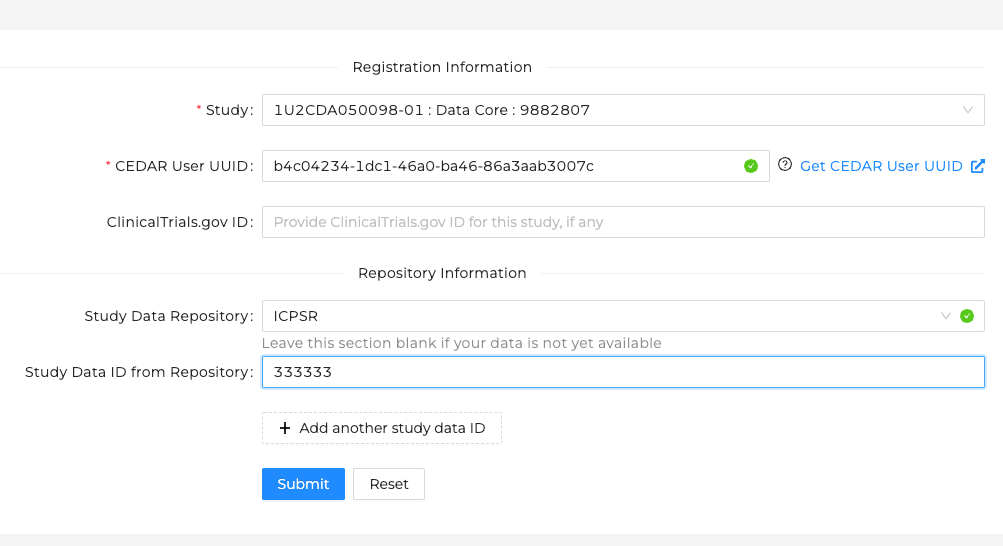 Registration Information
* Study: 1U2CDA050098-01 : Data Core : 9882807
* CEDAR User UUID: b4c04234-1dc1-46a0-ba46-86a3aab3007c Get CEDAR User UUID
ClinicalTrials.gov ID: Provide ClinicalTrials.gov ID for this study, if any
Repository Information
Study Data Repository: ICPSR
Leave this section blank if your data is not yet available
Study Data ID from Repository: 333333
+ Add another study data ID
Submit Reset